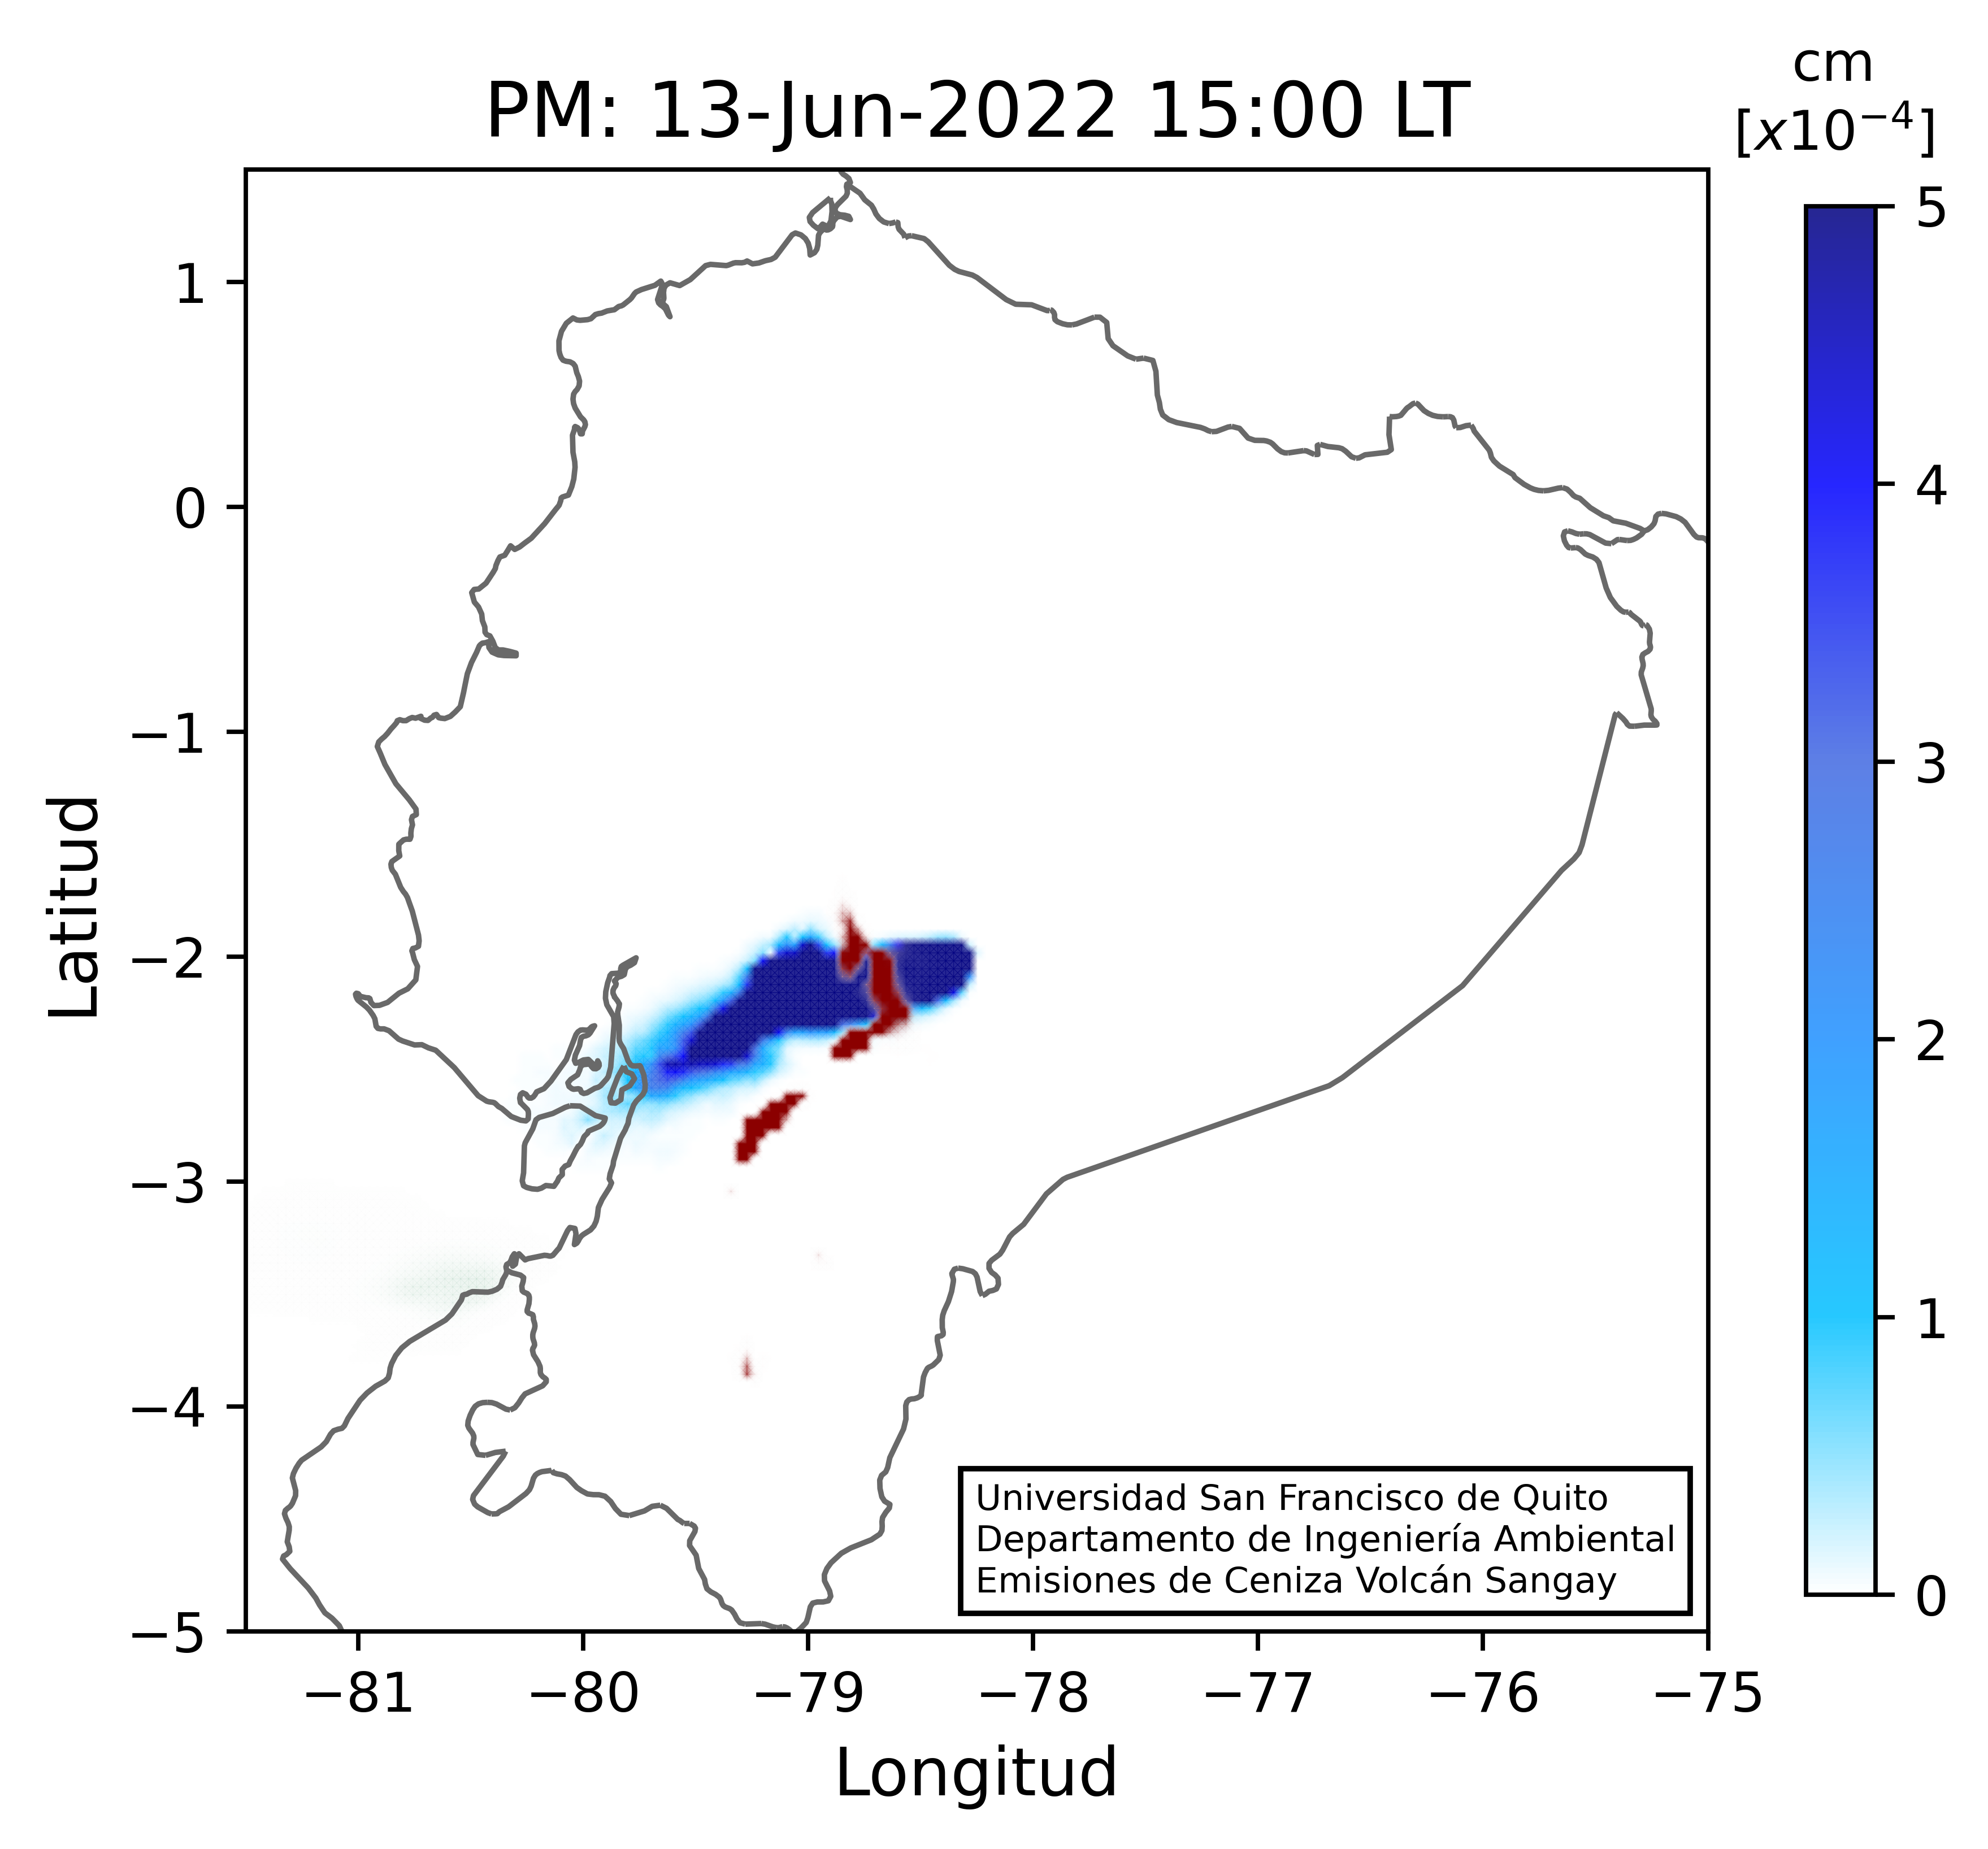 cm
[x10⁻⁴]
PM: 13-Jun-2022 15:00 LT
5
4
3
2
1
0
1
0
−1
−2
−3
−4
−5
Latitud
−81 −80 −79 −78 −77 −76 −75
Longitud
Universidad San Francisco de Quito
Departamento de Ingeniería Ambiental
Emisiones de Ceniza Volcán Sangay